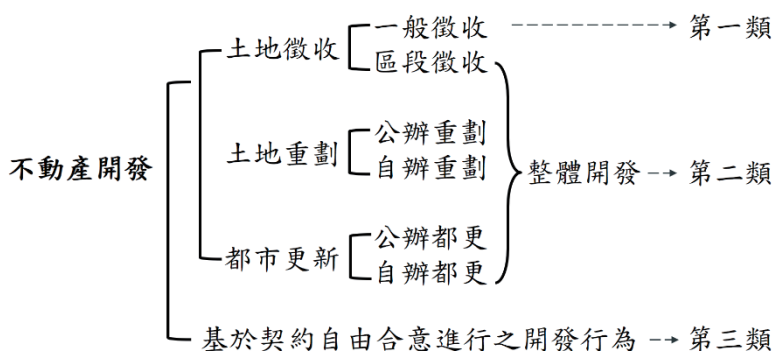 一般徵收 第一類
土地徵收
區段徵收
公辦重劃
土地重劃
自辦重劃
不動產開發
整體開發 第二類
公辦都更
都市更新
自辦都更
基於契約自由合意進行之開發行為 第三類